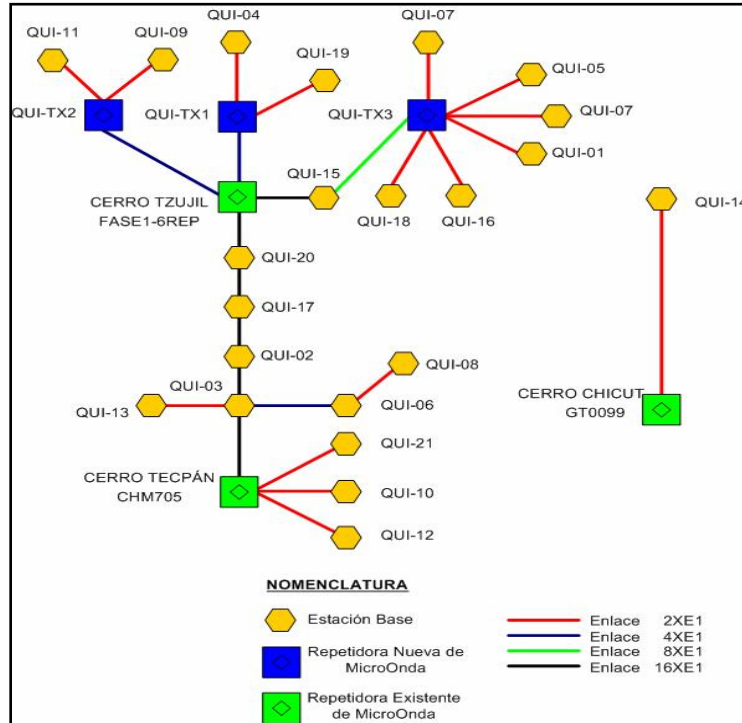 QUI-04
QUI-07
QUI-11
QUI-09
QUI-19
QUI-05
QUI-TX2
QUI-TX1
QUI-TX3
QUI-07
QUI-01
QUI-15
CERRO TZUJIL
FASE1-6REP
QUI-18
QUI-16
QUI-14
QUI-20
QUI-17
QUI-02
QUI-08
QUI-03
QUI-13
QUI-06
CERRO CHICUT
GT0099
QUI-21
CERRO TECPÁN
CHM705
QUI-10
QUI-12
NOMENCLATURA
Estación Base
Repetidora Nueva de
MicroOnda
Repetidora Existente
de MicroOnda
Enlace 2XE1
Enlace 4XE1
Enlace 8XE1
Enlace 16XE1